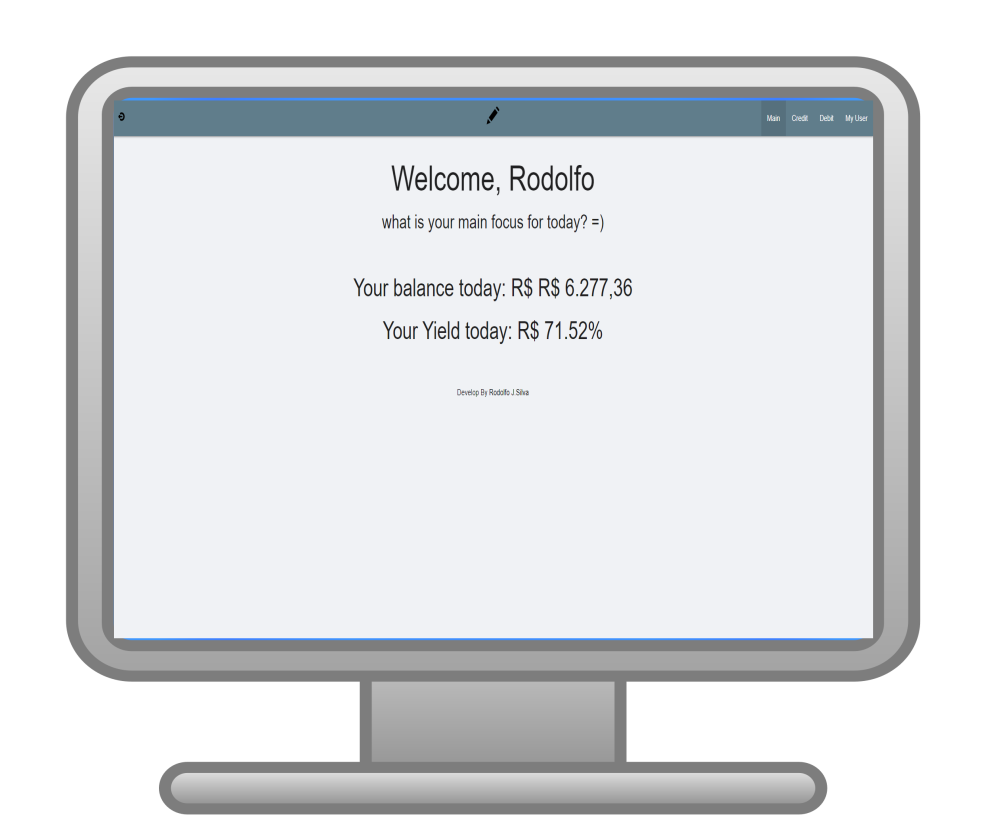 Main Credit Debit My User
Welcome, Rodolfo
what is your main focus for today? =)
Your balance today: R$ R$ 6.277,36
Your Yield today: R$ 71.52%
Develop By Rodolfo J.Silva